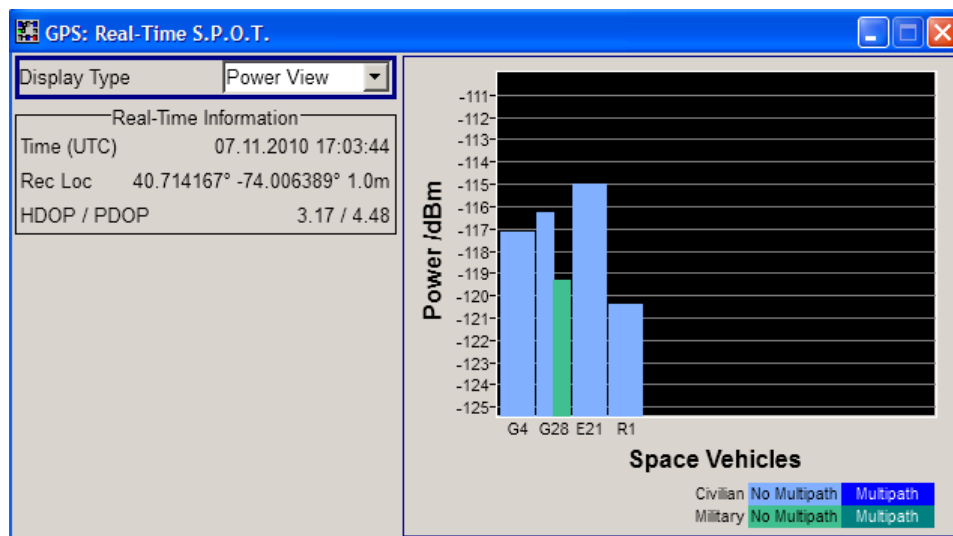 GPS: Real-Time S.P.O.T.
Display Type Power View
Real-Time Information
Time (UTC) 07.11.2010 17:03:44
Rec Loc 40.714167° -74.006389° 1.0m
HDOP / PDOP 3.17 / 4.48
Power /dBm
-111
-112
-113
-114
-115
-116
-117
-118
-119
-120
-121
-122
-123
-124
-125
G4 G28 E21 R1
Space Vehicles
Civilian No Multipath Multipath
Military No Multipath Multipath